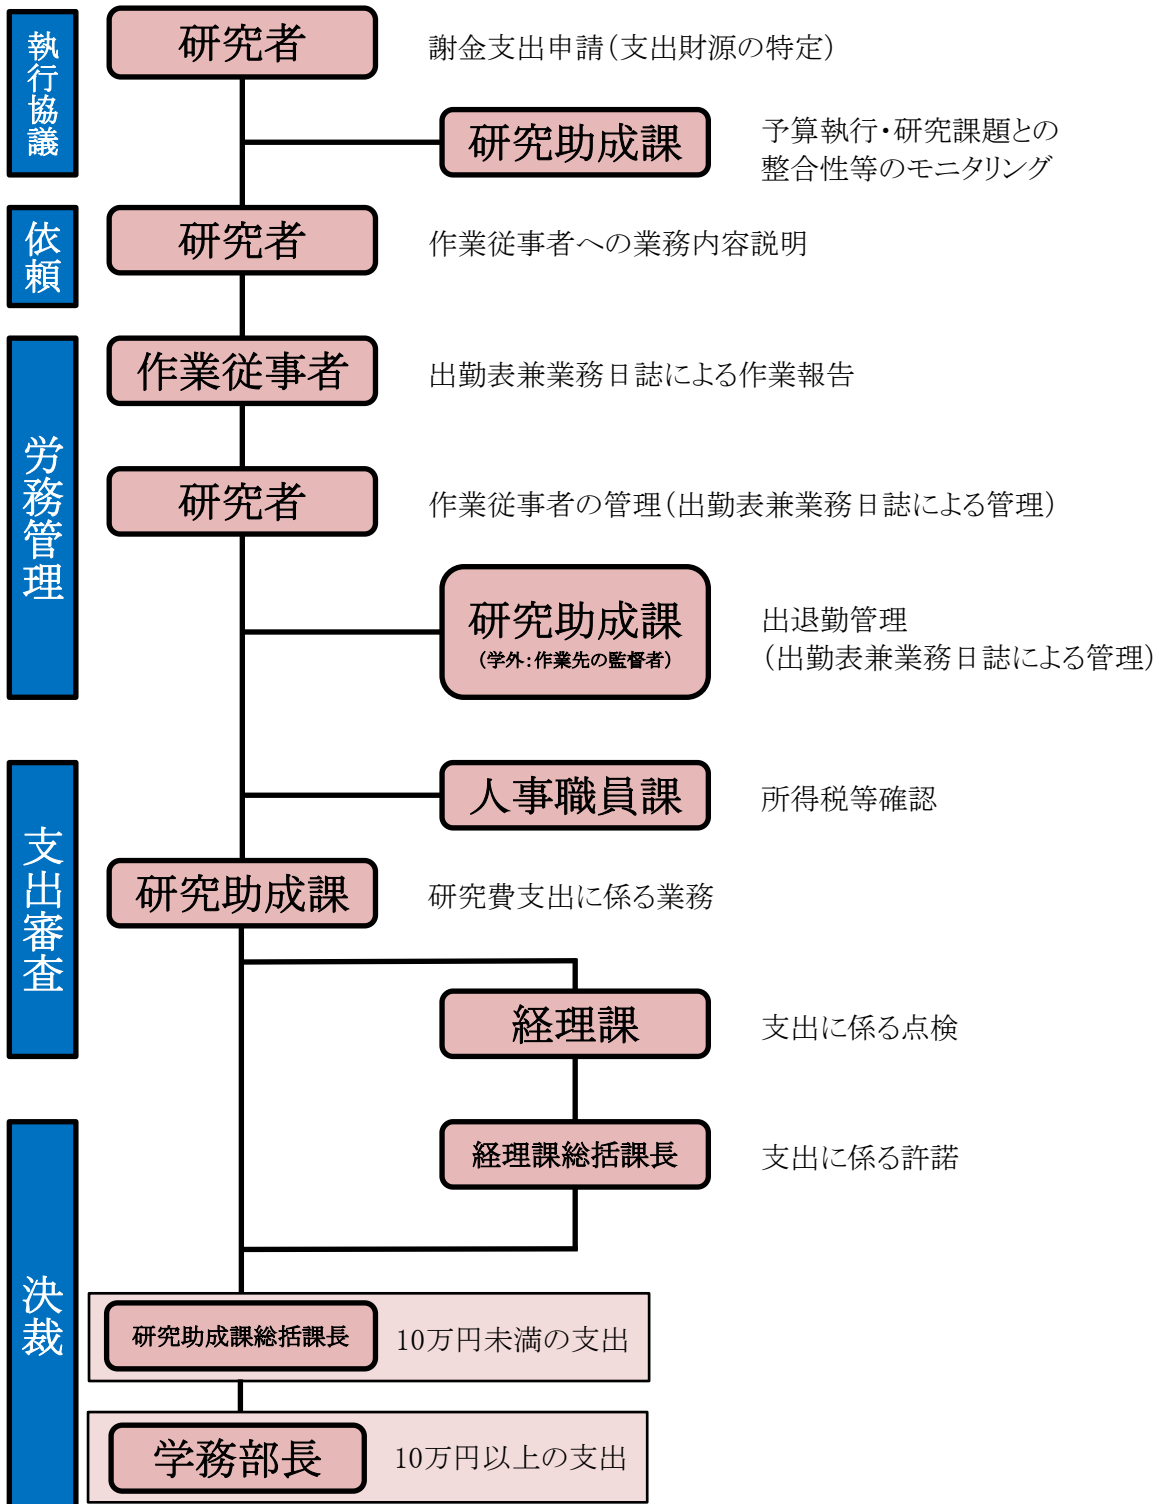 執行協議
研究者
謝金支出申請（支出財源の特定）
研究助成課
予算執行・研究課題との
整合性等のモニタリング
依頼
研究者
作業従事者への業務内容説明
労務管理
作業従事者
出勤表兼業務日誌による作業報告
研究者
作業従事者の管理（出勤表兼業務日誌による管理）
研究助成課
（学外：作業先の監督者）
出退勤管理
（出勤表兼業務日誌による管理）
支出審査
人事職員課
所得税等確認
研究助成課
研究費支出に係る業務
経理課
支出に係る点検
決裁
経理課総括課長
支出に係る許諾
研究助成課総括課長
10万円未満の支出
学務部長
10万円以上の支出